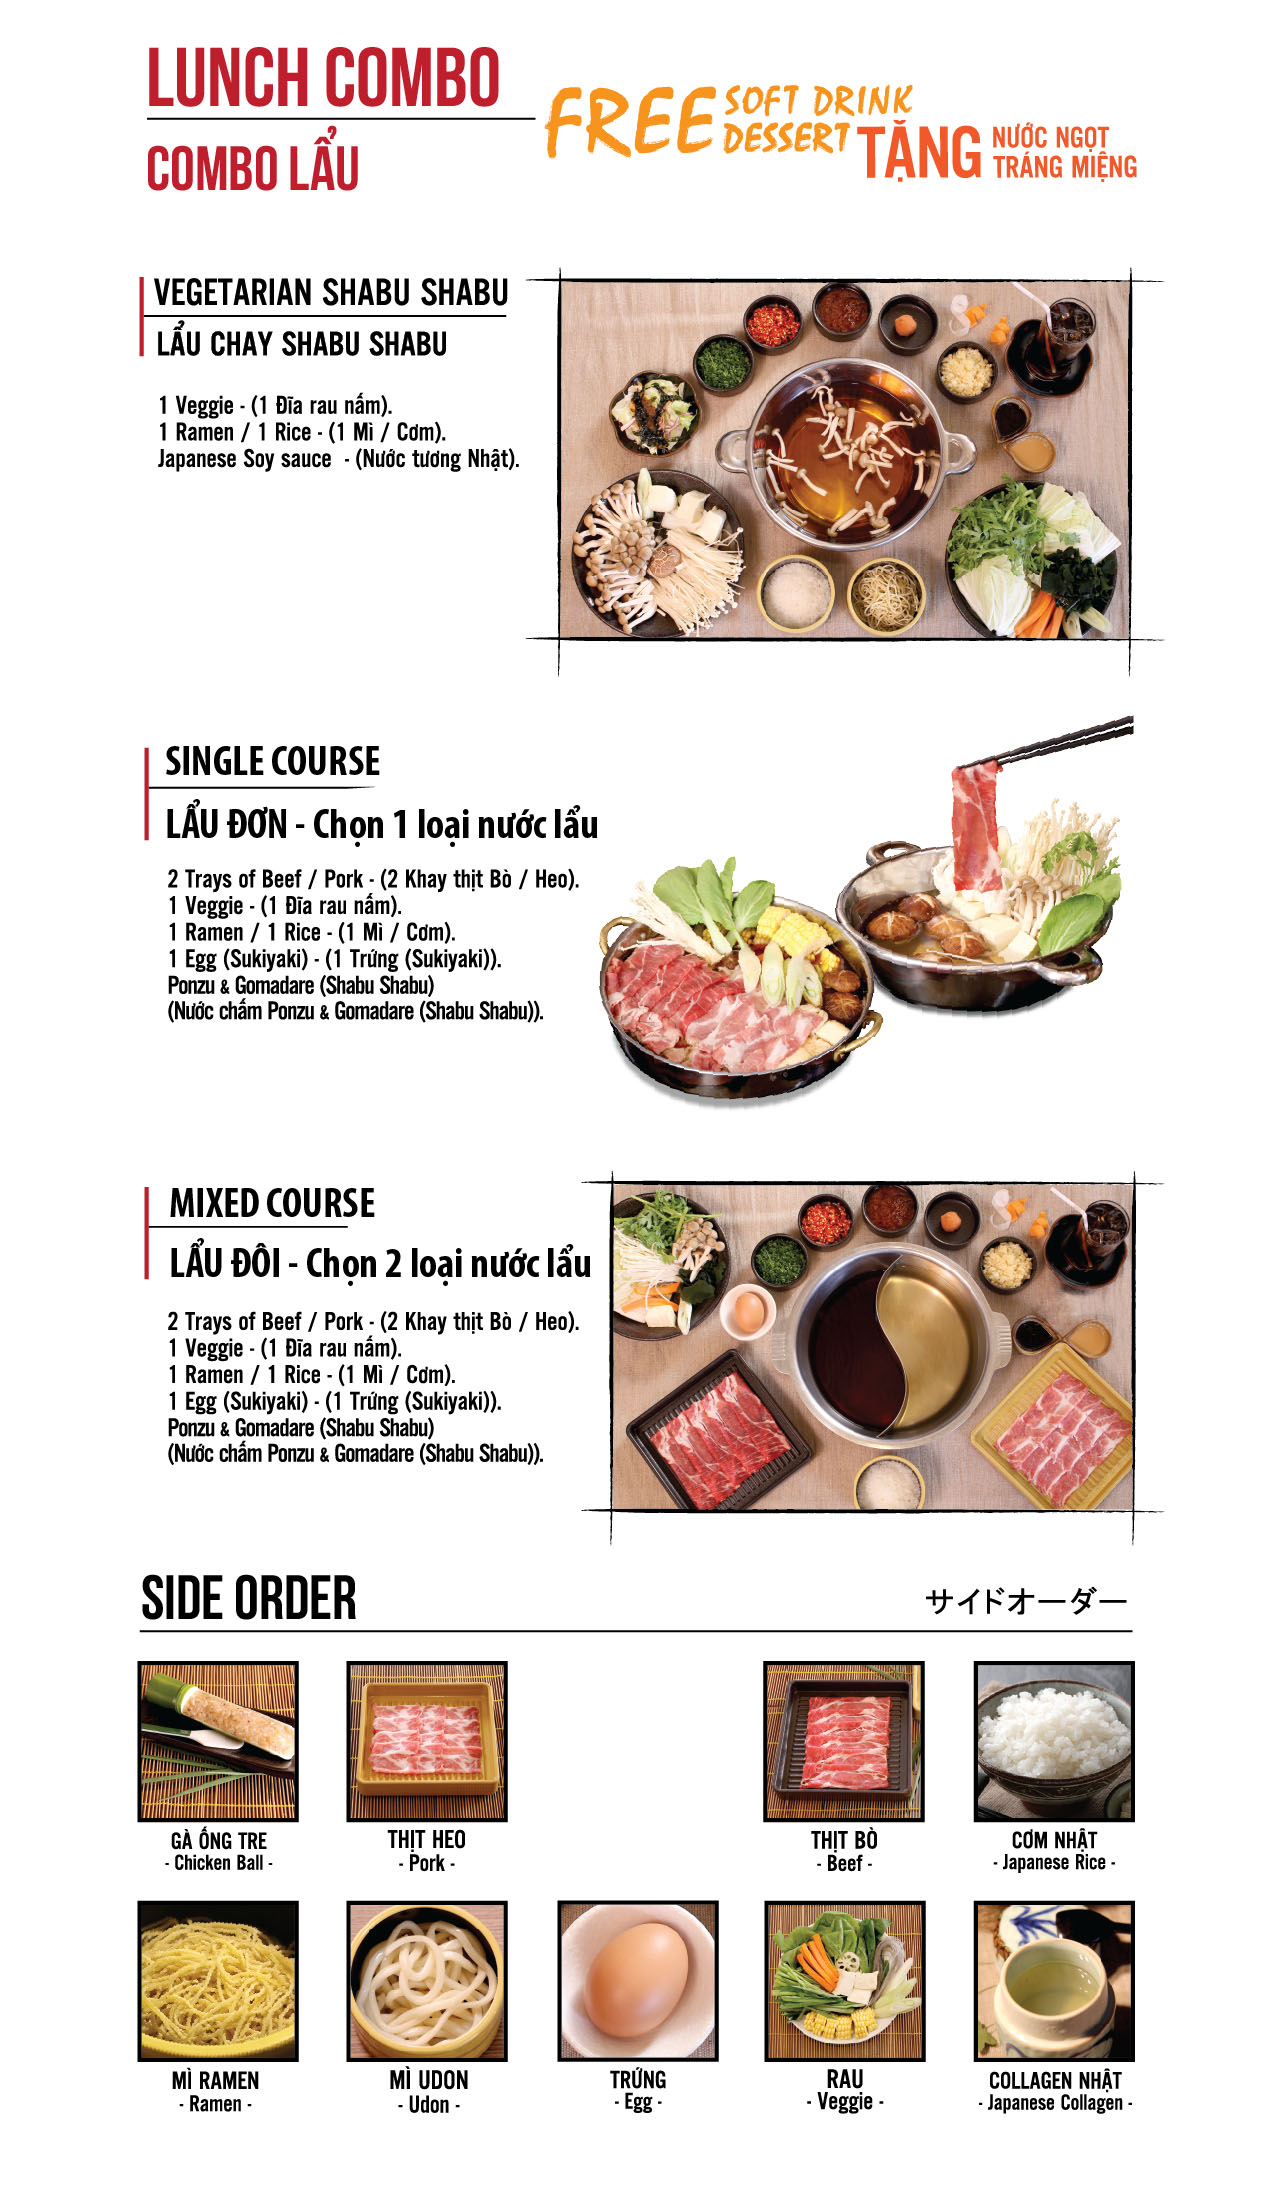 LUNCH COMBO
COMBO LẨU
FREE SOFT DRINK
DESSERT
TẶNG NƯỚC NGỌT
TRÁNG MIỆNG
VEGETARIAN SHABU SHABU
LẨU CHAY SHABU SHABU
1 Veggie - (1 Đĩa rau nấm).
1 Ramen / 1 Rice - (1 Mì / Cơm).
Japanese Soy sauce - (Nước tương Nhật).
SINGLE COURSE
LẨU ĐƠN - Chọn 1 loại nước lẩu
2 Trays of Beef / Pork - (2 Khay thịt Bò / Heo).
1 Veggie - (1 Đĩa rau nấm).
1 Ramen / 1 Rice - (1 Mì / Cơm).
1 Egg (Sukiyaki) - (1 Trứng (Sukiyaki)).
Ponzu & Gomadare (Shabu Shabu)
(Nước chấm Ponzu & Gomadare (Shabu Shabu)).
MIXED COURSE
LẨU ĐÔI - Chọn 2 loại nước lẩu
2 Trays of Beef / Pork - (2 Khay thịt Bò / Heo).
1 Veggie - (1 Đĩa rau nấm).
1 Ramen / 1 Rice - (1 Mì / Cơm).
1 Egg (Sukiyaki) - (1 Trứng (Sukiyaki)).
Ponzu & Gomadare (Shabu Shabu)
(Nước chấm Ponzu & Gomadare (Shabu Shabu)).
SIDE ORDER
サイドオーダー
GÀ ỐNG TRE
- Chicken Ball -
THỊT HEO
- Pork -
THỊT BÒ
- Beef -
CƠM NHẬT
- Japanese Rice -
MÌ RAMEN
- Ramen -
MÌ UDON
- Udon -
TRỨNG
- Egg -
RAU
- Veggie -
COLLAGEN NHẬT
- Japanese Collagen -